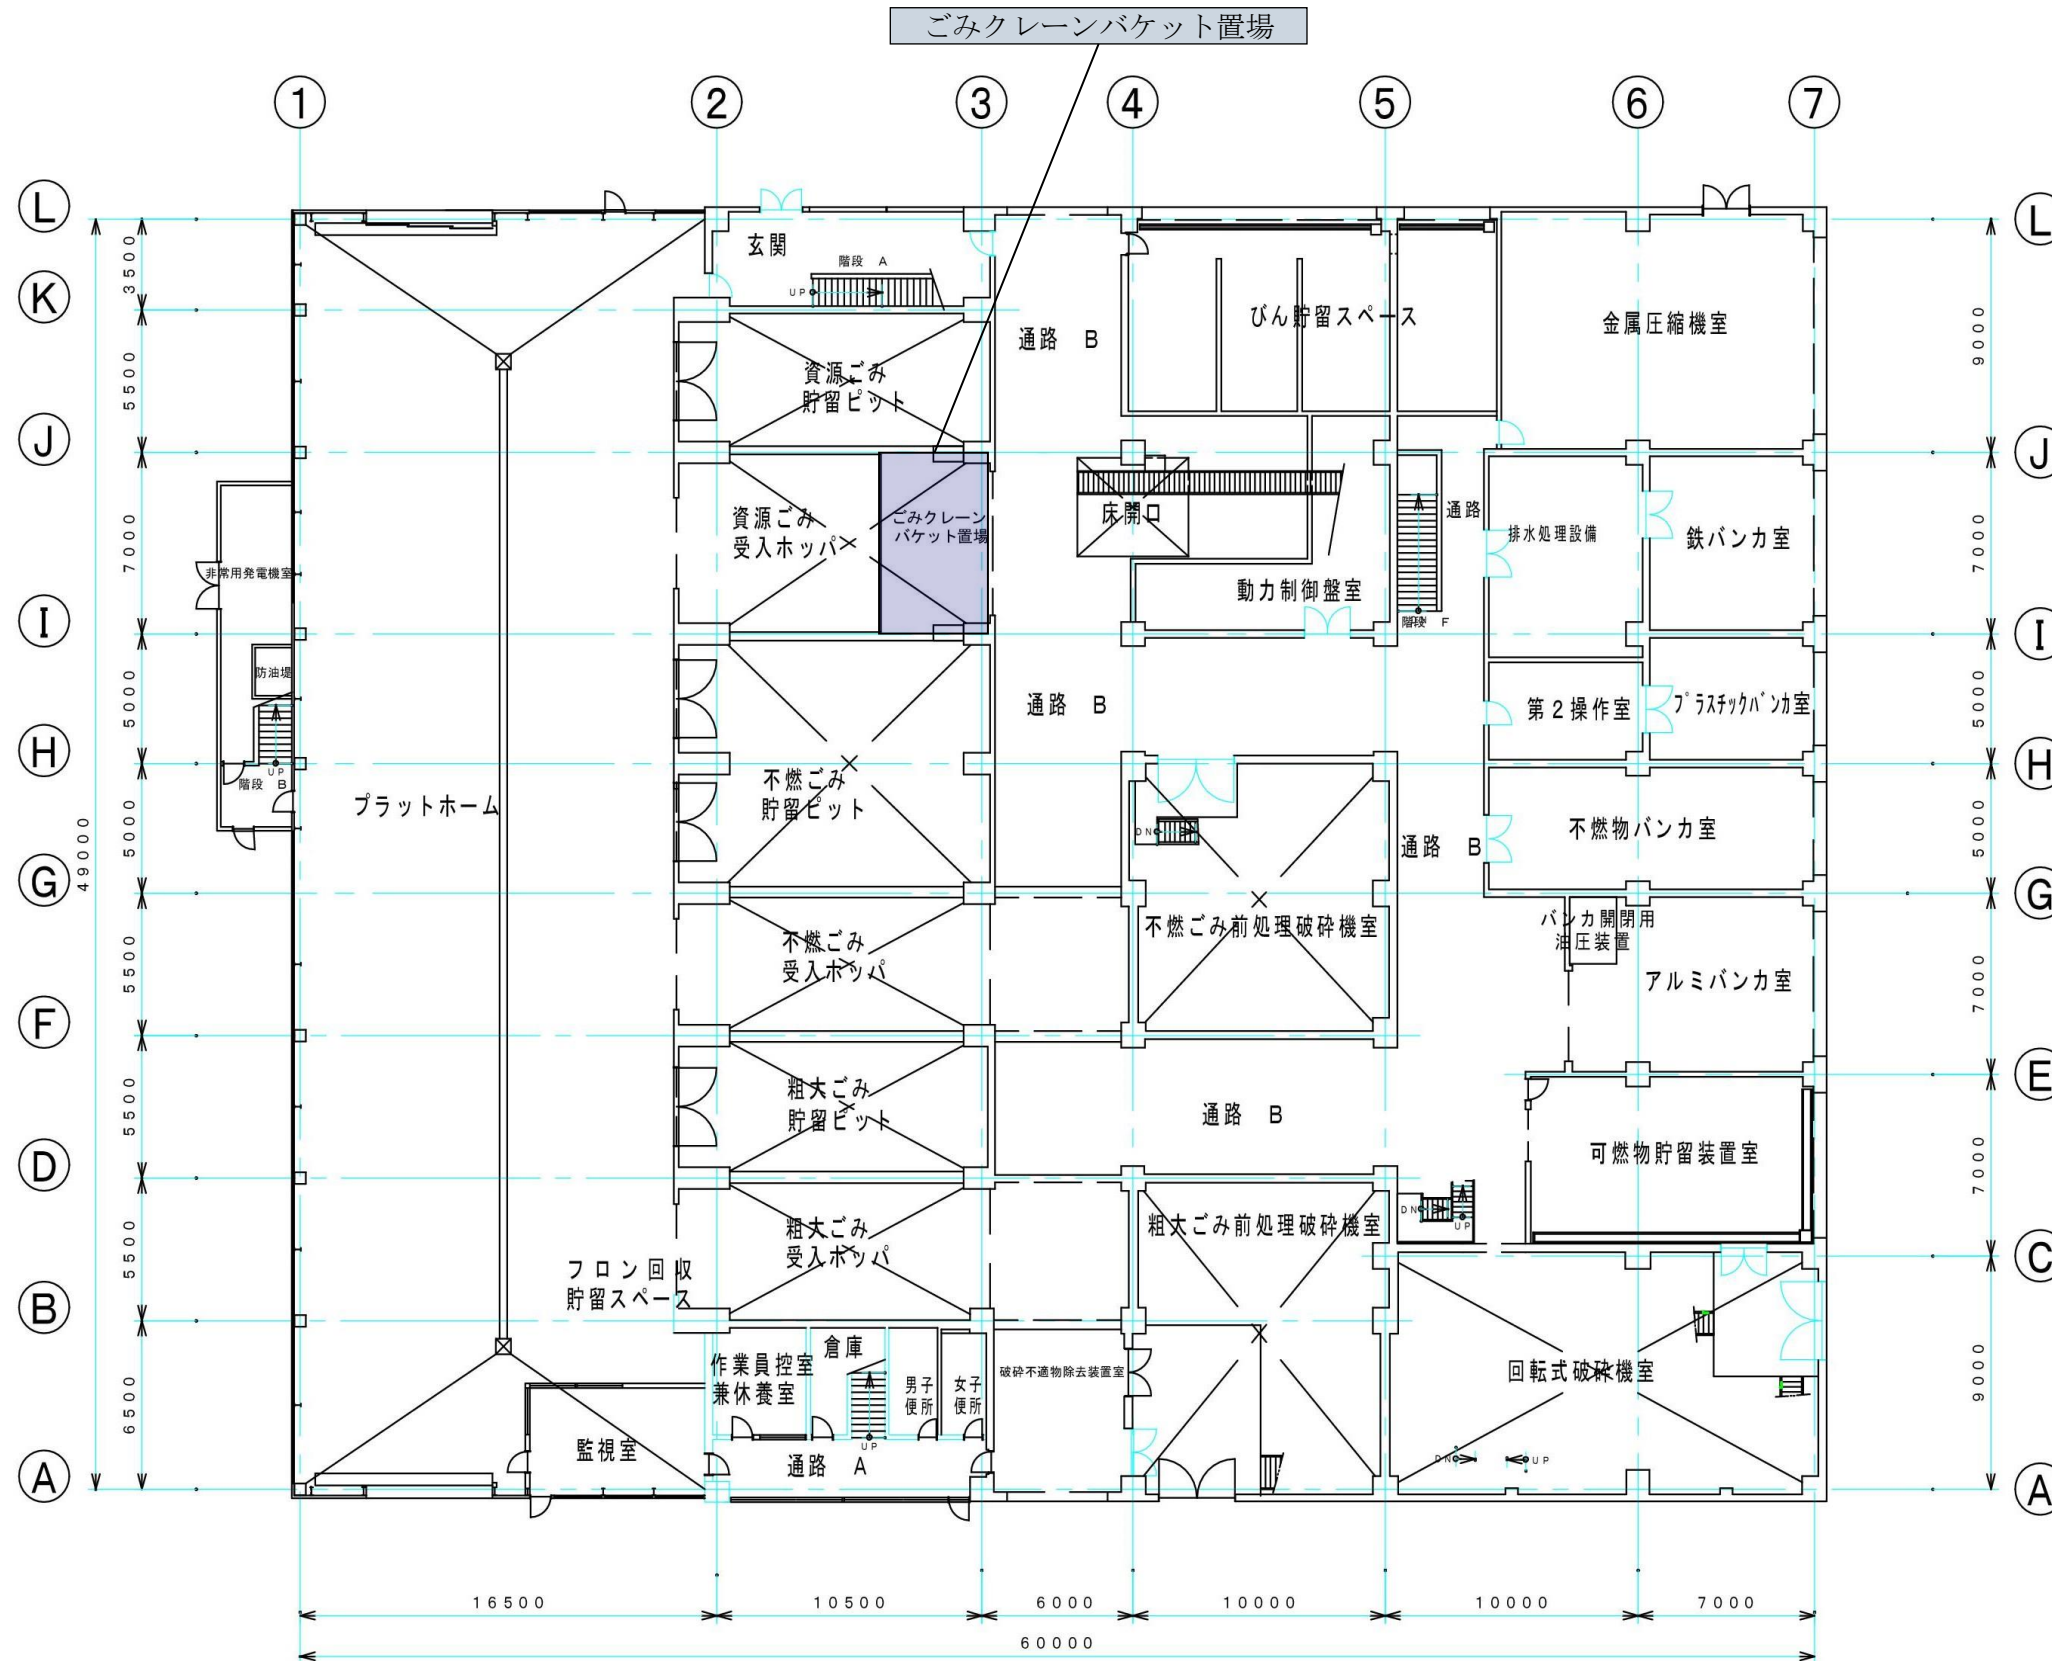 ごみクレーンバケット置場
1 2 3 4 5 6 7
L
L
K
J
J
I
I
H
H
G
G
F
E
E
D
C
B
A
A
3500
5500
7000
5000
5000
5500
5500
5500
6500
49000
9000
7000
5000
5000
7000
7000
9000
玄関
階段 A
UP
通路 B
びん貯留スペース
金属圧縮機室
資源ごみ
貯留ピット
資源ごみ
受入ホッパ
ごみクレーン
バケット置場
床開口
通路
排水処理設備
鉄バンカ室
動力制御盤室
階段 F
非常用発電機室
防油堤
UP
階段 B
プラットホーム
通路 B
第2操作室
プラスチックバンカ室
不燃ごみ
貯留ピット
DN
通路 B
不燃物バンカ室
不燃ごみ
受入ホッパ
不燃ごみ前処理破砕機室
バンカ開閉用
油圧装置
アルミバンカ室
粗大ごみ
貯留ピット
通路 B
可燃物貯留装置室
粗大ごみ
受入ホッパ
粗大ごみ前処理破砕機室
DN
UP
フロン回収
貯留スペース
倉庫
作業員控室
兼休養室
男子
便所
女子
便所
破砕不適物除去装置室
回転式破砕機室
監視室
UP
通路 A
DN
UP
16500 10500 6000 10000 10000 7000
60000